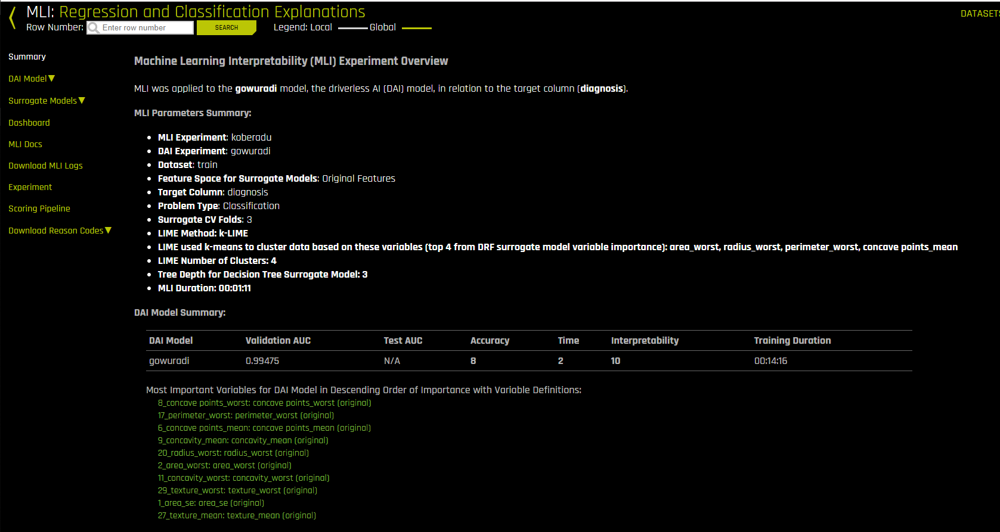 MLI: Regression and Classification Explanations
DATASETS
Row Number: Enter row number SEARCH Legend: Local Global
Summary
DAI Model▼
Surrogate Models▼
Dashboard
MLI Docs
Download MLI Logs
Experiment
Scoring Pipeline
Download Reason Codes▼
Machine Learning Interpretability (MLI) Experiment Overview
MLI was applied to the gowuradi model, the driverless AI (DAI) model, in relation to the target column (diagnosis).
MLI Parameters Summary:
• MLI Experiment: koberadu
• DAI Experiment: gowuradi
• Dataset: train
• Feature Space for Surrogate Models: Original Features
• Target Column: diagnosis
• Problem Type: Classification
• Surrogate CV Folds: 3
• LIME Method: k-LIME
• LIME used k-means to cluster data based on these variables (top 4 from DRF surrogate model variable importance): area_worst, radius_worst, perimeter_worst, concave points_mean
• LIME Number of Clusters: 4
• Tree Depth for Decision Tree Surrogate Model: 3
• MLI Duration: 00:01:11
DAI Model Summary:
DAI Model Validation AUC Test AUC Accuracy Time Interpretability Training Duration
gowuradi 0.99475 N/A 8 2 10 00:14:16
Most Important Variables for DAI Model in Descending Order of Importance with Variable Definitions:
8_concave points_worst: concave points_worst (original)
17_perimeter_worst: perimeter_worst (original)
6_concave points_mean: concave points_mean (original)
9_concavity_mean: concavity_mean (original)
20_radius_worst: radius_worst (original)
2_area_worst: area_worst (original)
11_concavity_worst: concavity_worst (original)
29_texture_worst: texture_worst (original)
1_area_se: area_se (original)
27_texture_mean: texture_mean (original)